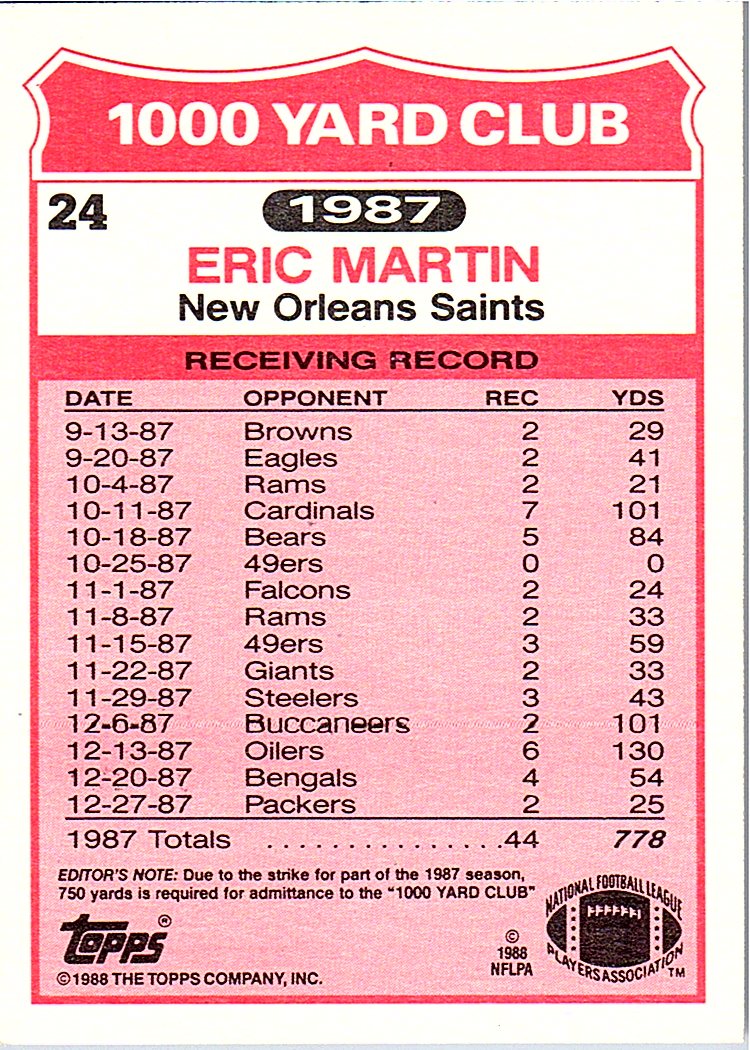 1000 YARD CLUB
24
1987
ERIC MARTIN
New Orleans Saints
RECEIVING RECORD
DATE OPPONENT REC YDS
9-13-87 Browns 2 29
9-20-87 Eagles 2 41
10-4-87 Rams 2 21
10-11-87 Cardinals 7 101
10-18-87 Bears 5 84
10-25-87 49ers 0 0
11-1-87 Falcons 2 24
11-8-87 Rams 2 33
11-15-87 49ers 3 59
11-22-87 Giants 2 33
11-29-87 Steelers 3 43
12-6-87 Buccaneers 2 101
12-13-87 Oilers 6 130
12-20-87 Bengals 4 54
12-27-87 Packers 2 25
1987 Totals . . . . . . . . . . . . . . . .44 778
EDITOR'S NOTE: Due to the strike for part of the 1987 season,
750 yards is required for admittance to the "1000 YARD CLUB"
Topps®
©1988 THE TOPPS COMPANY, INC.
©
1988
NFLPA
NATIONAL FOOTBALL LEAGUE
PLAYERS ASSOCIATION TM